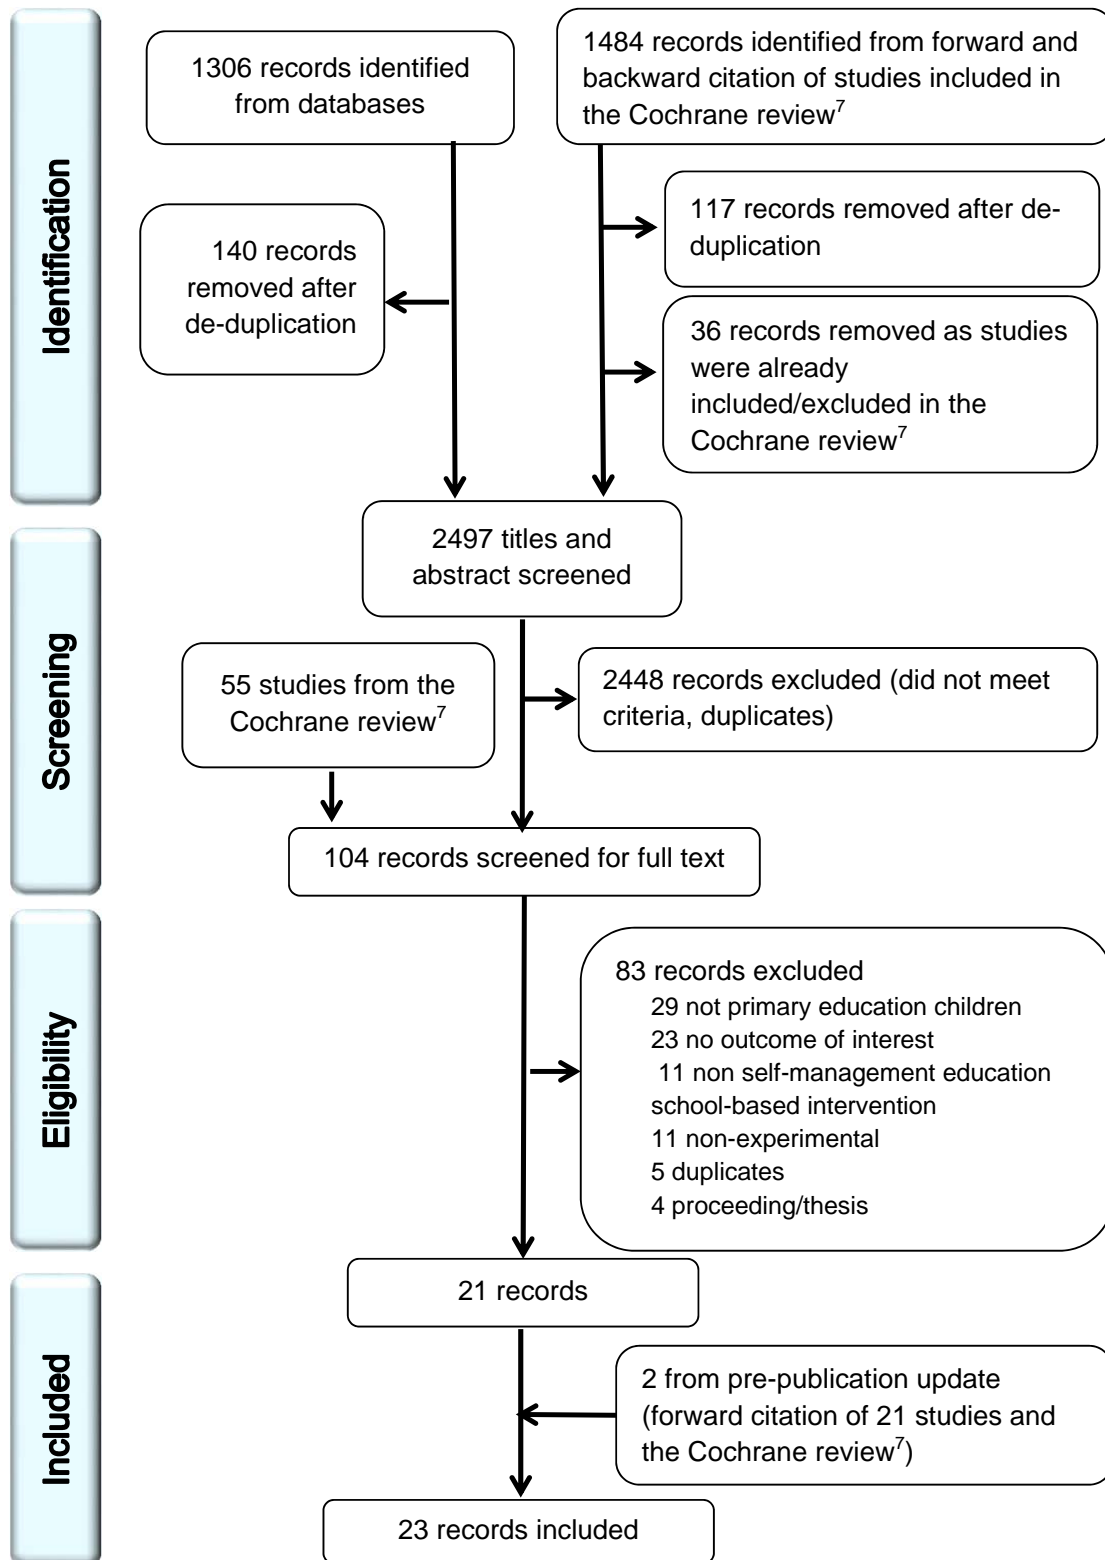 Identification
1306 records identified
from databases
1484 records identified from forward and
backward citation of studies included in
the Cochrane review⁷
117 records removed after de-
duplication
140 records
removed after
de-duplication
36 records removed as studies
were already
included/excluded in the
Cochrane review⁷
Screening
2497 titles and
abstract screened
55 studies from the
Cochrane review⁷
2448 records excluded (did not meet
criteria, duplicates)
104 records screened for full text
Eligibility
83 records excluded
29 not primary education children
23 no outcome of interest
11 non self-management education
school-based intervention
11 non-experimental
5 duplicates
4 proceeding/thesis
21 records
Included
2 from pre-publication update
(forward citation of 21 studies and
the Cochrane review⁷)
23 records included